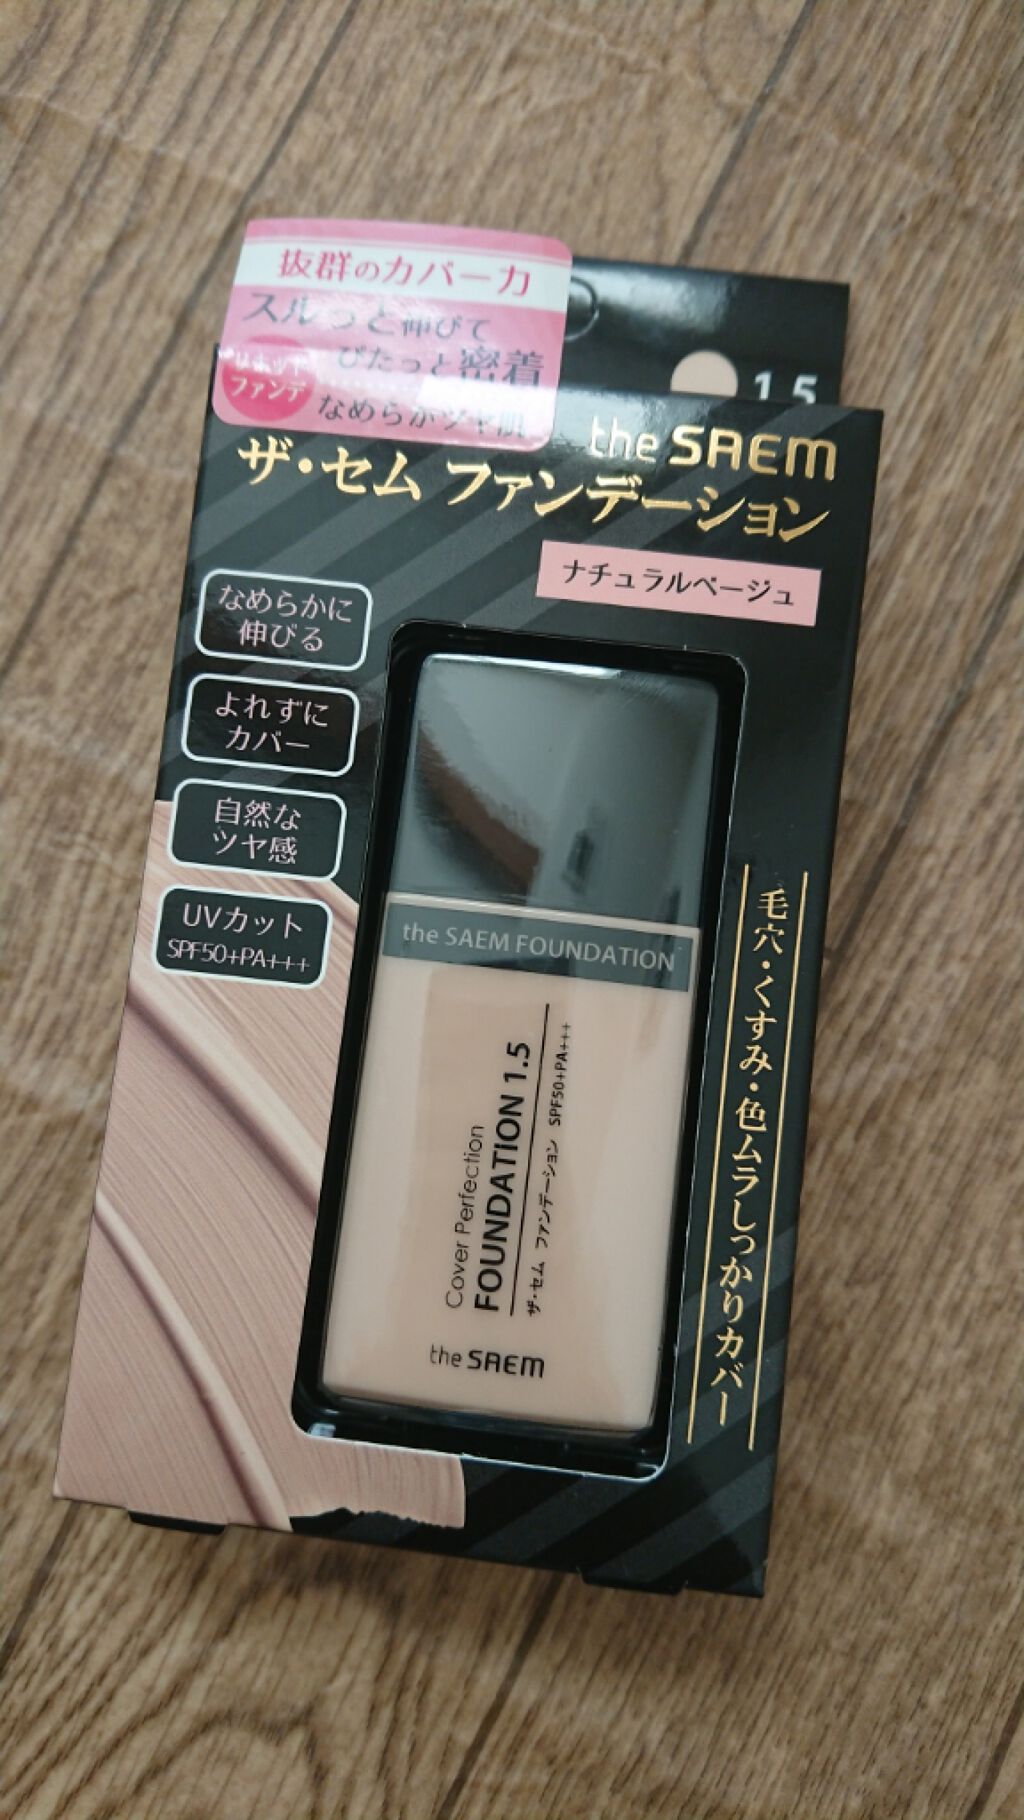 抜群のカバー力
スルっと伸びて
ぴたっと密着
リキッド
ファンデ
なめらかツヤ肌
1.5
the SAEM
ザ・セム ファンデーション
ナチュラルベージュ
なめらかに
伸びる
よれずに
カバー
自然な
ツヤ感
UVカット
SPF50+PA+++
毛穴・くすみ・色ムラしっかりカバー
the SAEM FOUNDATION
Cover Perfection
FOUNDATION 1.5
ザ・セム ファンデーション SPF50+PA+++
the SAEM